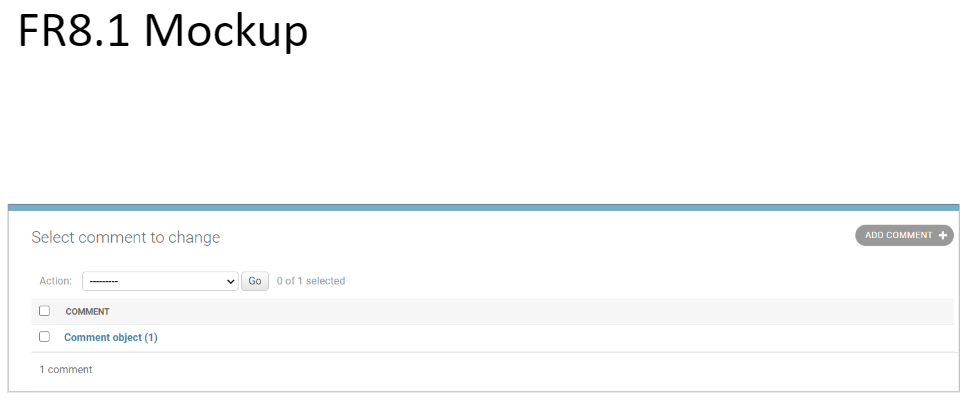 FR8.1 Mockup
Select comment to change
ADD COMMENT +
Action: --------- Go 0 of 1 selected
COMMENT
Comment object (1)
1 comment